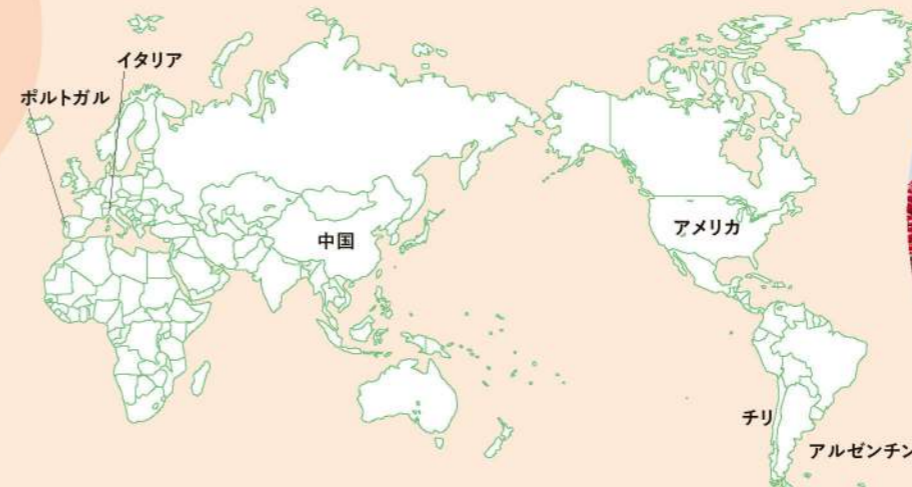 イタリア
ポルトガル
中国
アメリカ
チリ
アルゼンチン